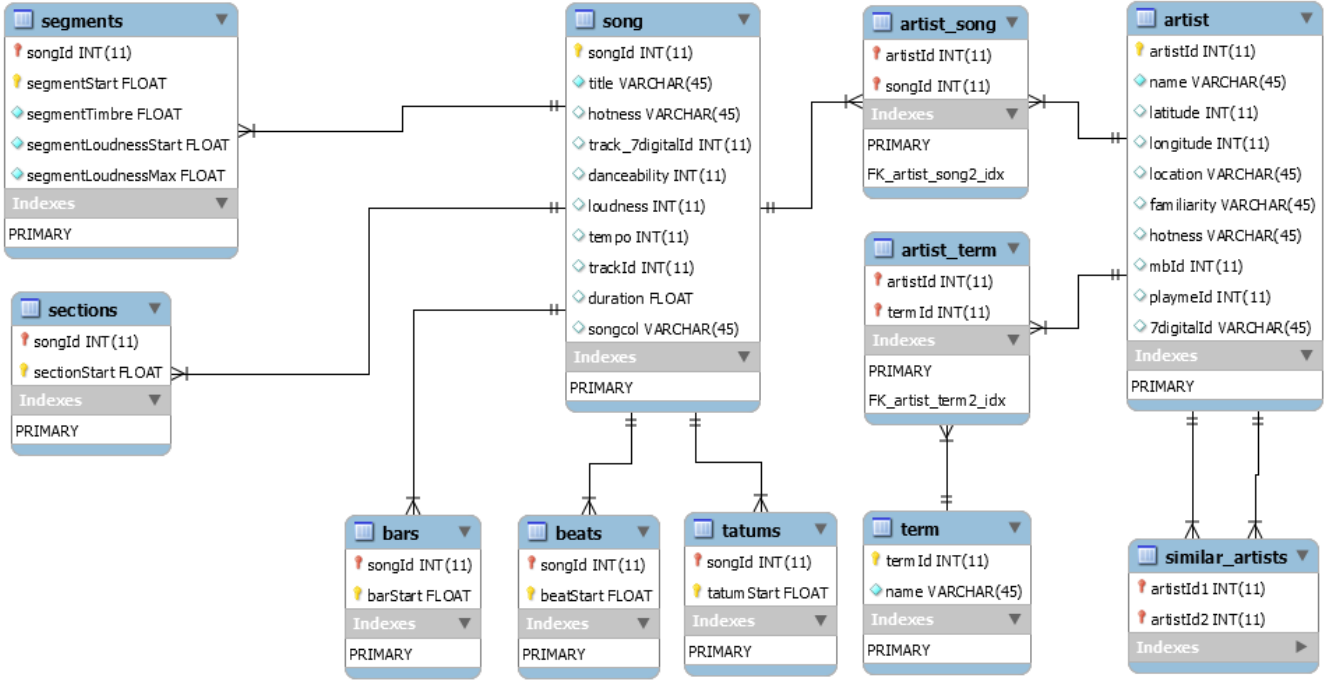 segments
songId INT(11)
segmentStart FLOAT
segmentTimbre FLOAT
segmentLoudnessStart FLOAT
segmentLoudnessMax FLOAT
Indexes
PRIMARY
song
songId INT(11)
title VARCHAR(45)
hotness VARCHAR(45)
track_7digitalId INT(11)
danceability INT(11)
loudness INT(11)
tempo INT(11)
trackId INT(11)
duration FLOAT
songcol VARCHAR(45)
Indexes
PRIMARY
artist_song
artistId INT(11)
songId INT(11)
Indexes
PRIMARY
FK_artist_song2_idx
artist
artistId INT(11)
name VARCHAR(45)
latitude INT(11)
longitude INT(11)
location VARCHAR(45)
familiarity VARCHAR(45)
hotness VARCHAR(45)
mbId INT(11)
playmeId INT(11)
7digitalId VARCHAR(45)
Indexes
PRIMARY
artist_term
artistId INT(11)
termId INT(11)
Indexes
PRIMARY
FK_artist_term2_idx
sections
songId INT(11)
sectionStart FLOAT
Indexes
PRIMARY
bars
songId INT(11)
barStart FLOAT
Indexes
PRIMARY
beats
songId INT(11)
beatStart FLOAT
Indexes
PRIMARY
tatums
songId INT(11)
tatumStart FLOAT
Indexes
PRIMARY
term
termId INT(11)
name VARCHAR(45)
Indexes
PRIMARY
similar_artists
artistId1 INT(11)
artistId2 INT(11)
Indexes